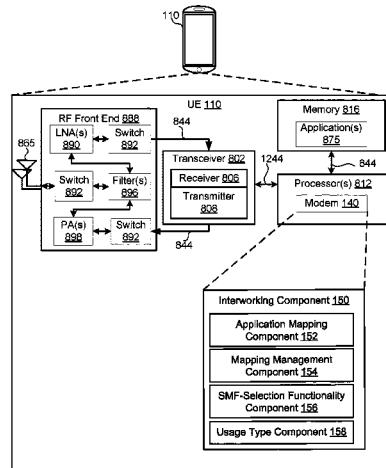 110
UE 110
865
RF Front End 888
LNA(s) 890
Switch 892
844
Switch 892
Filter(s) 896
PA(s) 898
Switch 892
844
Transceiver 802
Receiver 806
Transmitter 808
1244
Memory 816
Application(s) 875
844
Processor(s) 812
Modem 140
Interworking Component 150
Application Mapping
Component 152
Mapping Management
Component 154
SMF-Selection Functionality
Component 156
Usage Type Component 158